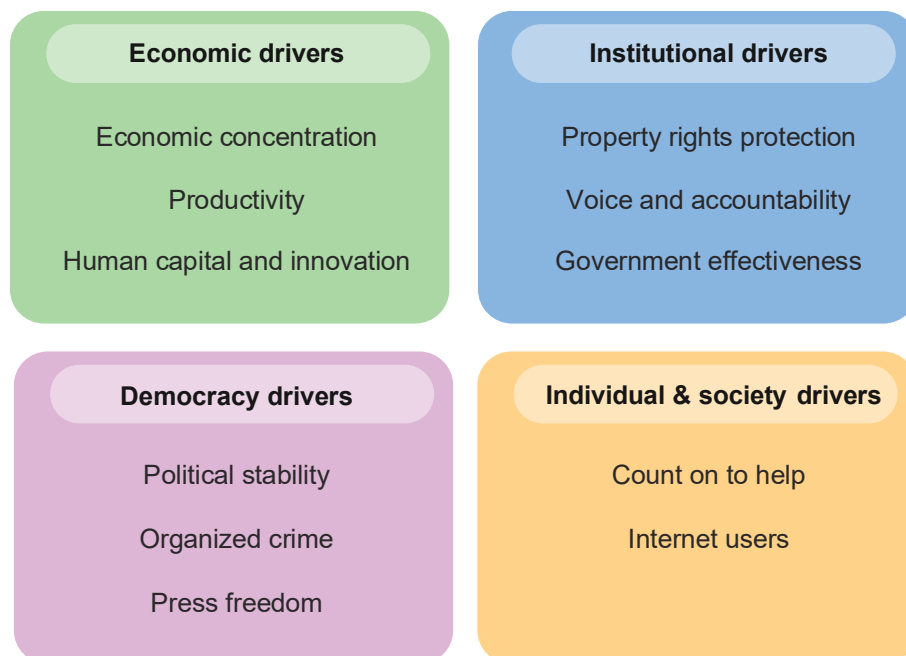 Economic drivers
Economic concentration
Productivity
Human capital and innovation
Institutional drivers
Property rights protection
Voice and accountability
Government effectiveness
Democracy drivers
Political stability
Organized crime
Press freedom
Individual & society drivers
Count on to help
Internet users